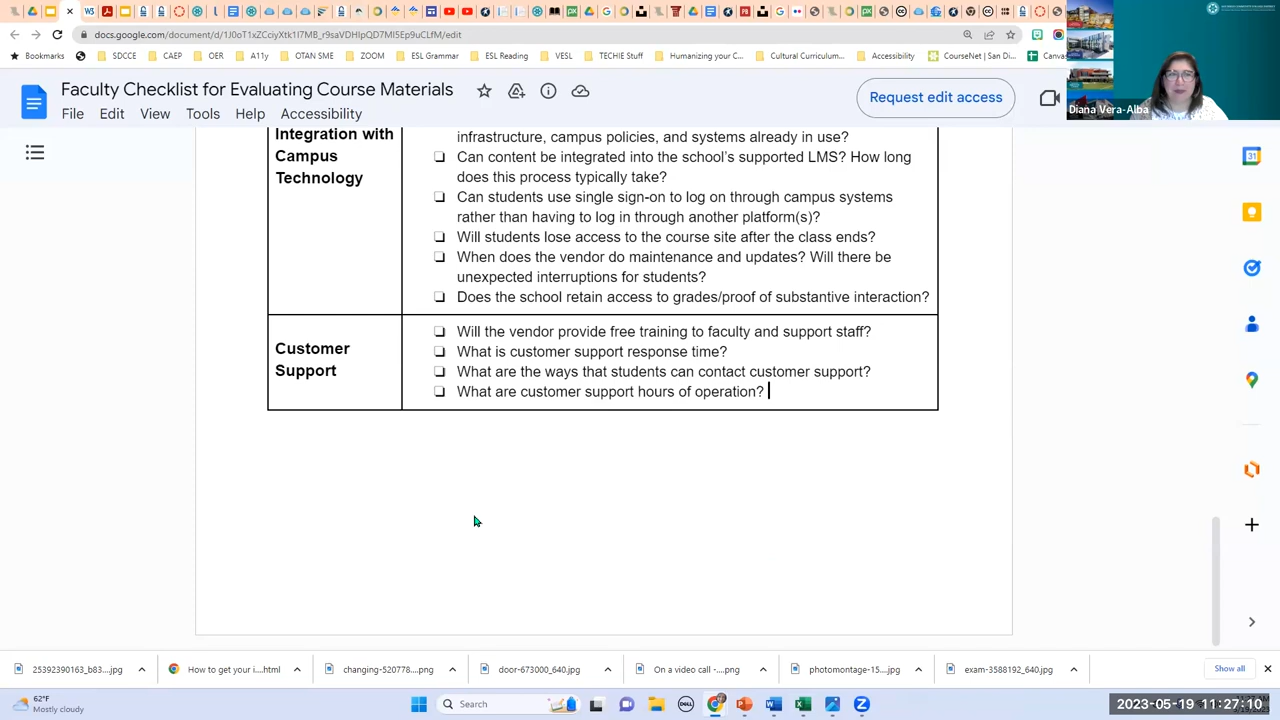 docs.google.com/document/d/1J0oT1XZC6Xt1I7MB_r9aVDIF
/edit
Bookmarks
SDCCE
CAEP
CCR
GER
A1yr
VL Grammar
Reading
VESL
TECHIE STUFF
Humanizing your C...
Cultural Curriculum...
Accessibility
CourseNet | San Di...
Canvas
Faculty Checklist for Evaluating Course Materials
File Edit View Tools Help Accessibility
Request edit access
Diana Vera-Alba
31
Integration with
Campus
Technology
infrastructure, campus policies, and systems already in use?
❏ Can content be integrated into the school's supported LMS? How long
does this process typically take?
❏ Can students use single sign-on to log on through campus systems
rather than having to log in through another platform(s)?
❏ Will students lose access to the course site after the class ends?
❏ When does the vendor do maintenance and updates? Will there be
unexpected interruptions for students?
❏ Does the school retain access to grades/proof of substantive interaction?
Customer
Support
❏ Will the vendor provide free training to faculty and support staff?
❏ What is customer support response time?
❏ What are the ways that students can contact customer support?
❏ What are customer support hours of operation?
25392390163_b83....jpg
How to get your i....html
changing-520778....png
dict-673000_640.jpg
On a video call -....png
photomontage-15....jpg
exam-3588192_640.jpg
Show all
62°F
Mostly cloudy
Search
2023-05-19 11:27:10